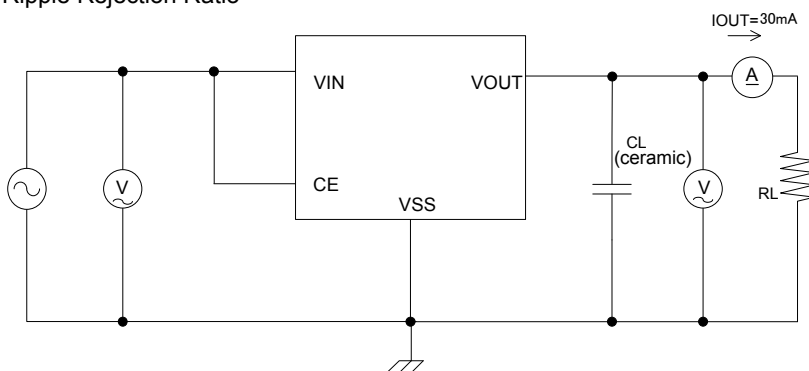 Ripple Rejection Ratio
IOUT=30mA
VIN
VOUT
A
V
CE
VSS
CL
(ceramic)
V
RL